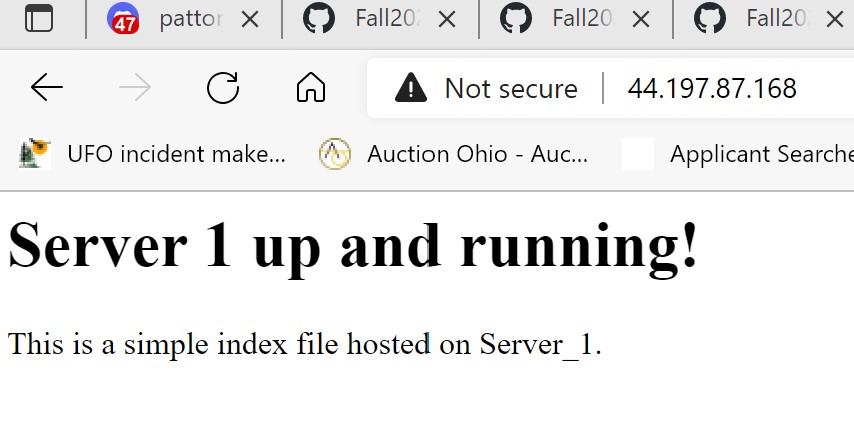 47 pattor Fall202 Fall20 Fall20
Not secure 44.197.87.168
UFO incident make... Auction Ohio - Auc... Applicant Searche
Server 1 up and running!
This is a simple index file hosted on Server_1.